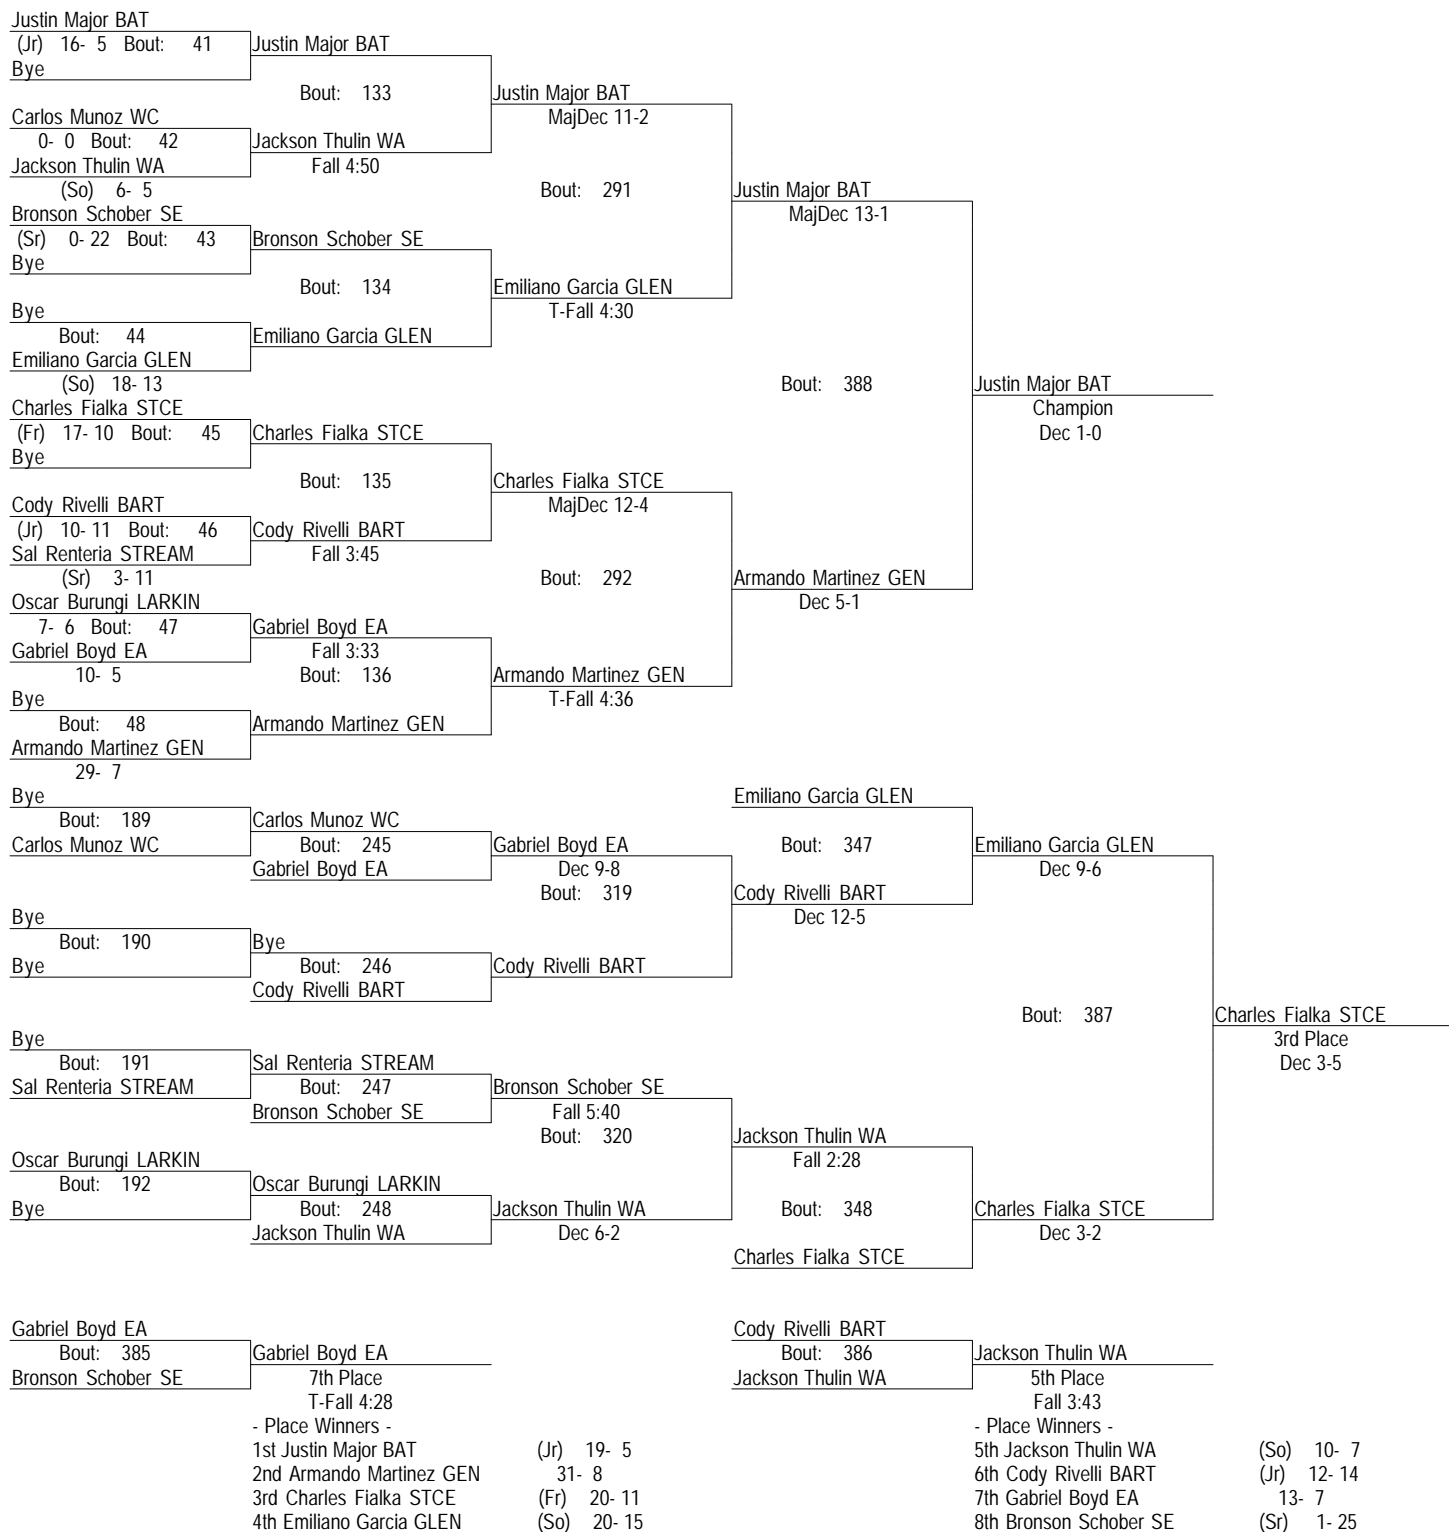 Justin Major BAT
(Jr) 16- 5 Bout: 41
Bye
Justin Major BAT
Bout: 133
Carlos Munoz WC
0- 0 Bout: 42
Jackson Thulin WA
(So) 6- 5
Jackson Thulin WA
Fall 4:50
Justin Major BAT
MajDec 11-2
Bout: 291
Bronson Schober SE
(Sr) 0- 22 Bout: 43
Bye
Bronson Schober SE
Bout: 134
Bye
Bout: 44
Emiliano Garcia GLEN
(So) 18- 13
Emiliano Garcia GLEN
Emiliano Garcia GLEN
T-Fall 4:30
Justin Major BAT
MajDec 13-1
Bout: 388
Justin Major BAT
Champion
Dec 1-0
Charles Fialka STCE
(Fr) 17- 10 Bout: 45
Bye
Charles Fialka STCE
Bout: 135
Cody Rivelli BART
(Jr) 10- 11 Bout: 46
Sal Renteria STREAM
(Sr) 3- 11
Cody Rivelli BART
Fall 3:45
Charles Fialka STCE
MajDec 12-4
Bout: 292
Armando Martinez GEN
Dec 5-1
Oscar Burungi LARKIN
7- 6 Bout: 47
Gabriel Boyd EA
10- 5
Gabriel Boyd EA
Fall 3:33
Bout: 136
Bye
Bout: 48
Armando Martinez GEN
29- 7
Armando Martinez GEN
Armando Martinez GEN
T-Fall 4:36
Bye
Bout: 189
Carlos Munoz WC
Carlos Munoz WC
Bout: 245
Gabriel Boyd EA
Gabriel Boyd EA
Dec 9-8
Bout: 319
Bye
Bout: 190
Bye
Bye
Bout: 246
Cody Rivelli BART
Cody Rivelli BART
Emiliano Garcia GLEN
Bout: 347
Cody Rivelli BART
Dec 12-5
Emiliano Garcia GLEN
Dec 9-6
Bout: 387
Charles Fialka STCE
3rd Place
Dec 3-5
Bye
Bout: 191
Sal Renteria STREAM
Sal Renteria STREAM
Bout: 247
Bronson Schober SE
Bronson Schober SE
Fall 5:40
Bout: 320
Oscar Burungi LARKIN
Bout: 192
Bye
Oscar Burungi LARKIN
Bout: 248
Jackson Thulin WA
Jackson Thulin WA
Dec 6-2
Jackson Thulin WA
Fall 2:28
Bout: 348
Charles Fialka STCE
Charles Fialka STCE
Dec 3-2
Gabriel Boyd EA
Bout: 385
Bronson Schober SE
Gabriel Boyd EA
7th Place
T-Fall 4:28
Cody Rivelli BART
Bout: 386
Jackson Thulin WA
Jackson Thulin WA
5th Place
Fall 3:43
- Place Winners -
1st Justin Major BAT (Jr) 19- 5
2nd Armando Martinez GEN 31- 8
3rd Charles Fialka STCE (Fr) 20- 11
4th Emiliano Garcia GLEN (So) 20- 15
- Place Winners -
5th Jackson Thulin WA (So) 10- 7
6th Cody Rivelli BART (Jr) 12- 14
7th Gabriel Boyd EA 13- 7
8th Bronson Schober SE (Sr) 1- 25